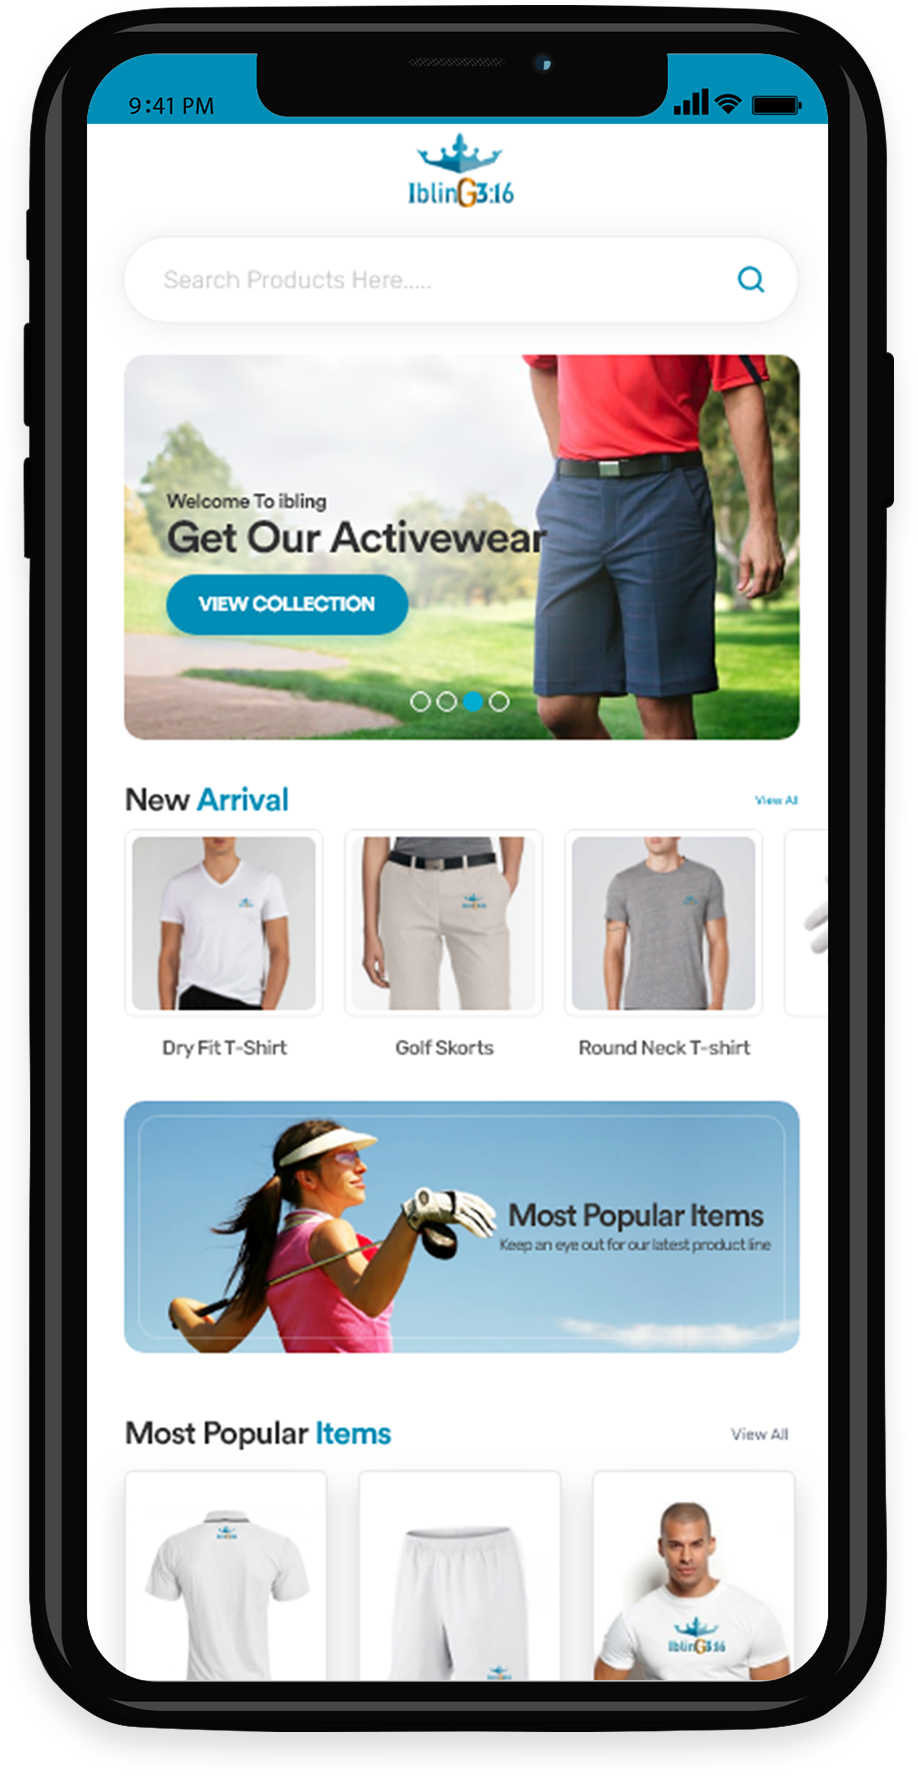 9:41 PM
IblinG3:16
Search Products Here.....
Welcome To ibling
Get Our Activewear
VIEW COLLECTION
New Arrival
View All
Dry Fit T-Shirt
Golf Skorts
Round Neck T-shirt
Most Popular Items
Keep an eye out for our latest product line
Most Popular Items
View All
IblinG3:16